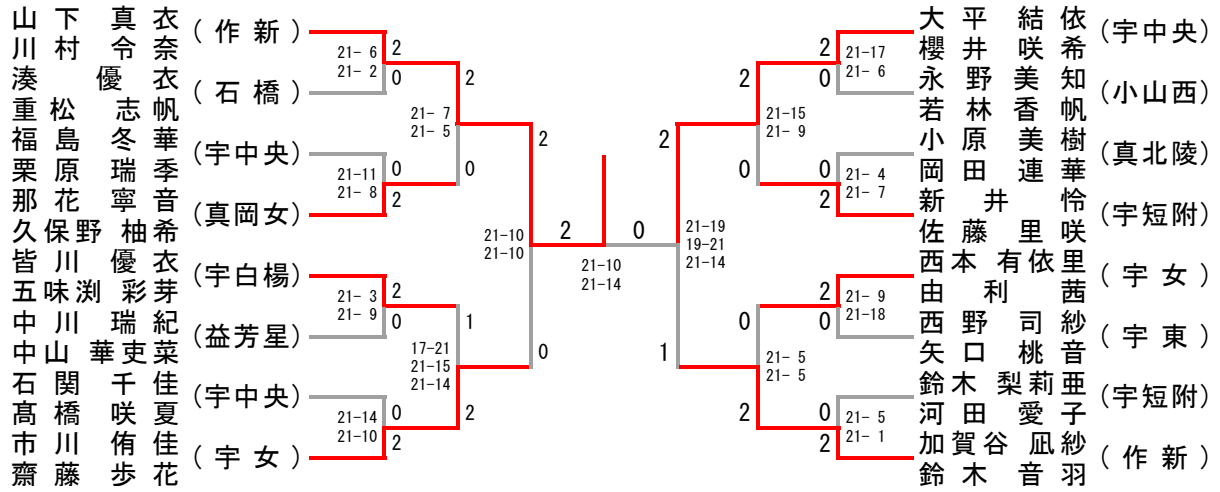 山下 真衣
川村 令奈
(作新)
湊 優衣
重松 志帆
(石橋)
福島 冬華
栗原 瑞季
(宇中央)
那花 寧音
久保野 柚希
(真岡女)
皆川 優衣
五味渕 彩芽
(宇白楊)
中川 瑞紀
中山 華吏菜
(益芳星)
石関 千佳
髙橋 咲夏
(宇中央)
市川 侑佳
齋藤 歩花
(宇女)
21- 6
21- 2
2
0
21-11
21- 8
0
2
21- 3
21- 9
2
0
21-14
21-10
0
2
21- 7
21- 5
2
0
17-21
21-15
21-14
1
2
21-10
21-10
2
0
2
0
21-10
21-14
21-19
19-21
21-14
2
1
21-15
21- 9
2
0
21- 5
21- 5
0
2
2
0
21-17
21- 6
0
2
21- 4
21- 7
2
0
21- 9
21-18
0
2
21- 5
21- 1
大平 結依
櫻井 咲希
(宇中央)
永野 美知
若林 香帆
(小山西)
小原 美樹
岡田 連華
(真北陵)
新井 怜
佐藤 里咲
(宇短附)
西本 有依里
由利 茜
(宇女)
西野 司紗
矢口 桃音
(宇東)
鈴木 梨莉亜
河田 愛子
(宇短附)
加賀谷 凪紗
鈴木 音羽
(作新)